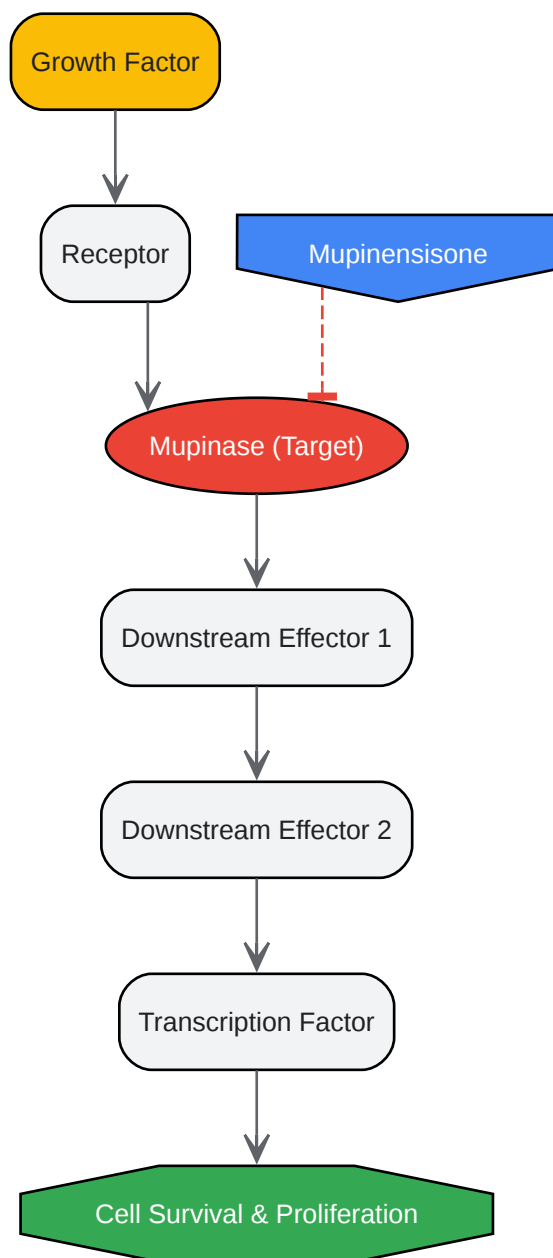 Growth Factor
Receptor
Mupinensisone
Mupinase (Target)
Downstream Effector 1
Downstream Effector 2
Transcription Factor
Cell Survival & Proliferation